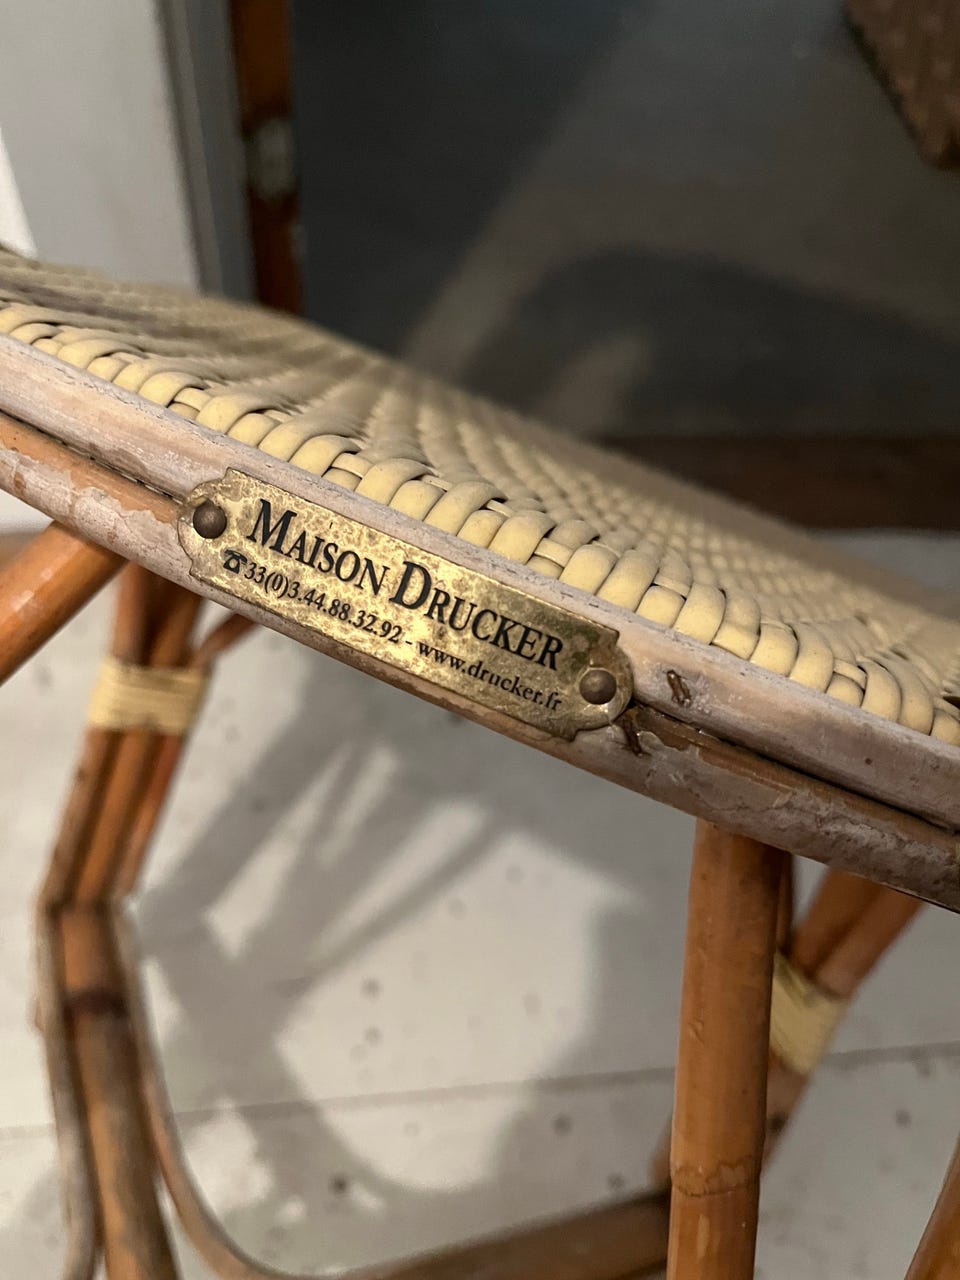 MAISON DRUCKER
☎33(0)3.44.88.32.92 - www.drucker.fr